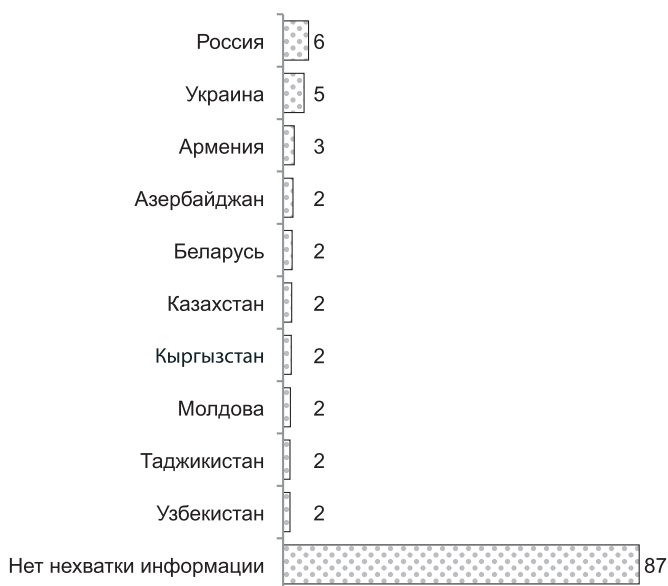 Россия 6
Украина 5
Армения 3
Азербайджан 2
Беларусь 2
Казахстан 2
Кыргызстан 2
Молдова 2
Таджикистан 2
Узбекистан 2
Нет нехватки информации 87